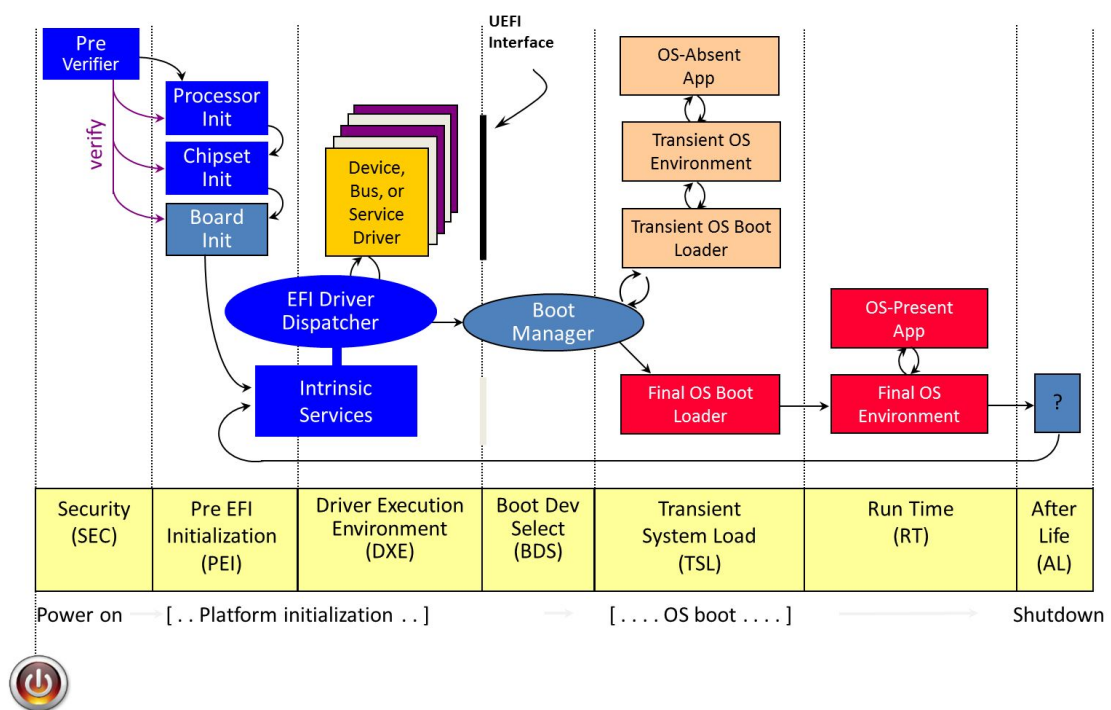 UEFI
Interface
Pre
Verifier
verify
Processor
Init
Chipset
Init
Board
Init
Device,
Bus, or
Service
Driver
EFI Driver
Dispatcher
Intrinsic
Services
Boot
Manager
OS-Absent
App
Transient OS
Environment
Transient OS Boot
Loader
Final OS Boot
Loader
OS-Present
App
Final OS
Environment
?
Security
(SEC)
Pre EFI
Initialization
(PEI)
Driver Execution
Environment
(DXE)
Boot Dev
Select
(BDS)
Transient
System Load
(TSL)
Run Time
(RT)
After
Life
(AL)
Power on
[ . . Platform initialization . . ]
[ . . . . OS boot . . . . ]
Shutdown